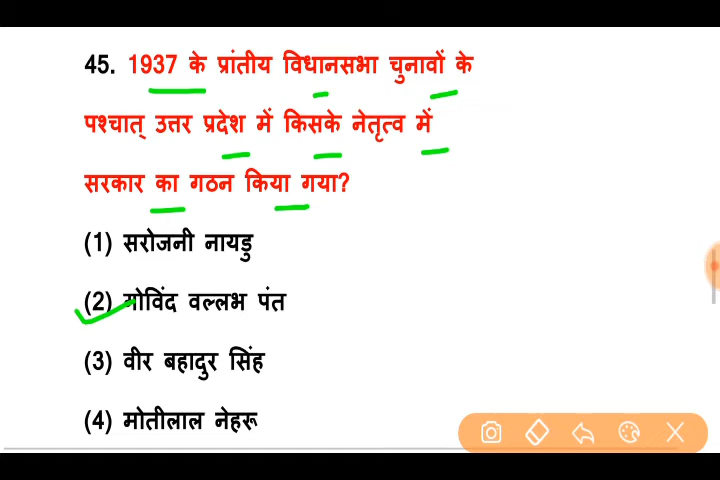 45. 1937 के प्रांतीय विधानसभा चुनावों के
पश्चात् उत्तर प्रदेश में किसके नेतृत्व में
सरकार का गठन किया गया?
(1) सरोजनी नायडु
(2) गोविंद वल्लभ पंत
(3) वीर बहादुर सिंह
(4) मोतीलाल नेहरू